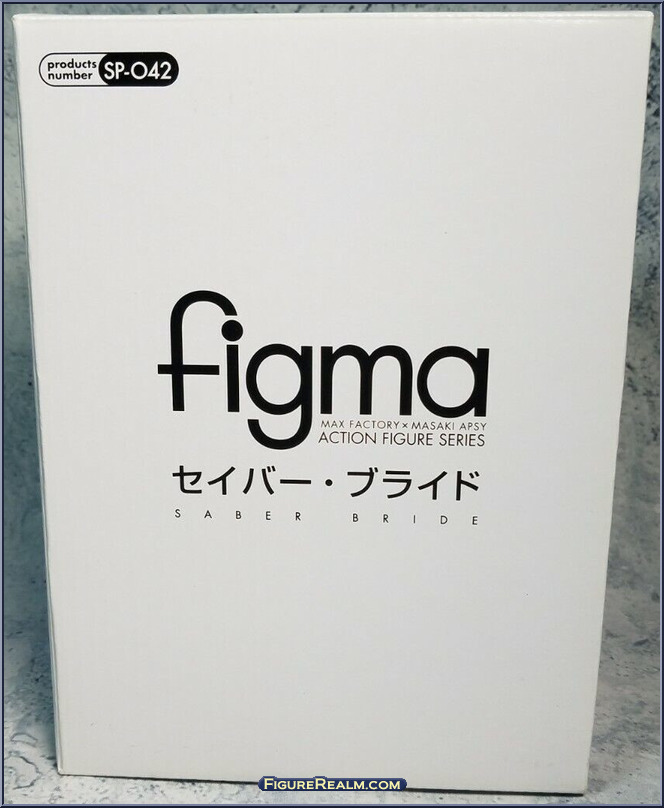 products
number SP-042
figma
MAX FACTORY × MASAKI APSY
ACTION FIGURE SERIES
セイバー・ブライド
SABER BRIDE
FIGUREREALM.COM